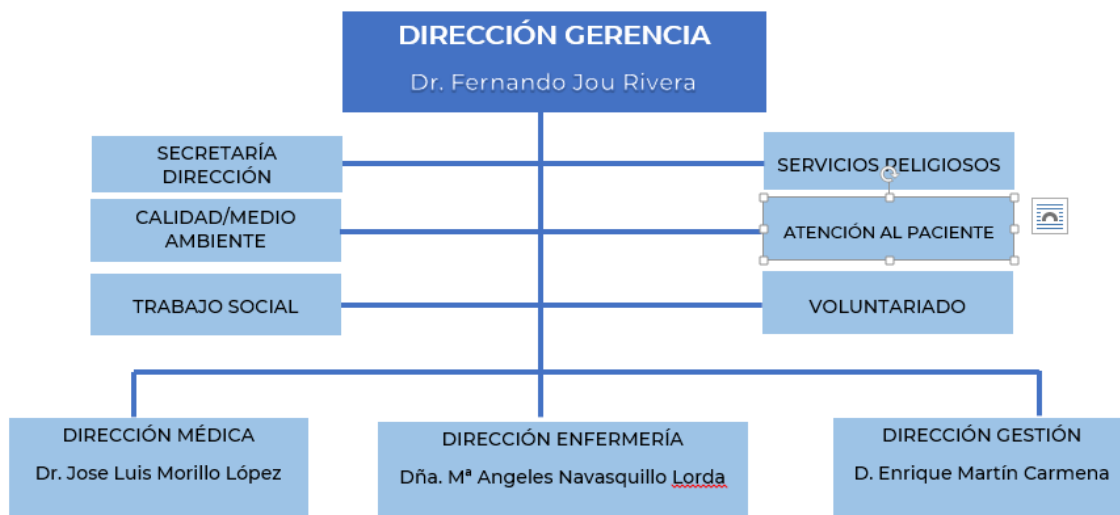 DIRECCIÓN GERENCIA
Dr. Fernando Jou Rivera
SECRETARÍA
DIRECCIÓN
SERVICIOS RELIGIOSOS
CALIDAD/MEDIO
AMBIENTE
ATENCIÓN AL PACIENTE
TRABAJO SOCIAL
VOLUNTARIADO
DIRECCIÓN MÉDICA
Dr. Jose Luis Morillo López
DIRECCIÓN ENFERMERÍA
Dña. Mª Angeles Navasquillo Lorda
DIRECCIÓN GESTIÓN
D. Enrique Martín Carmena